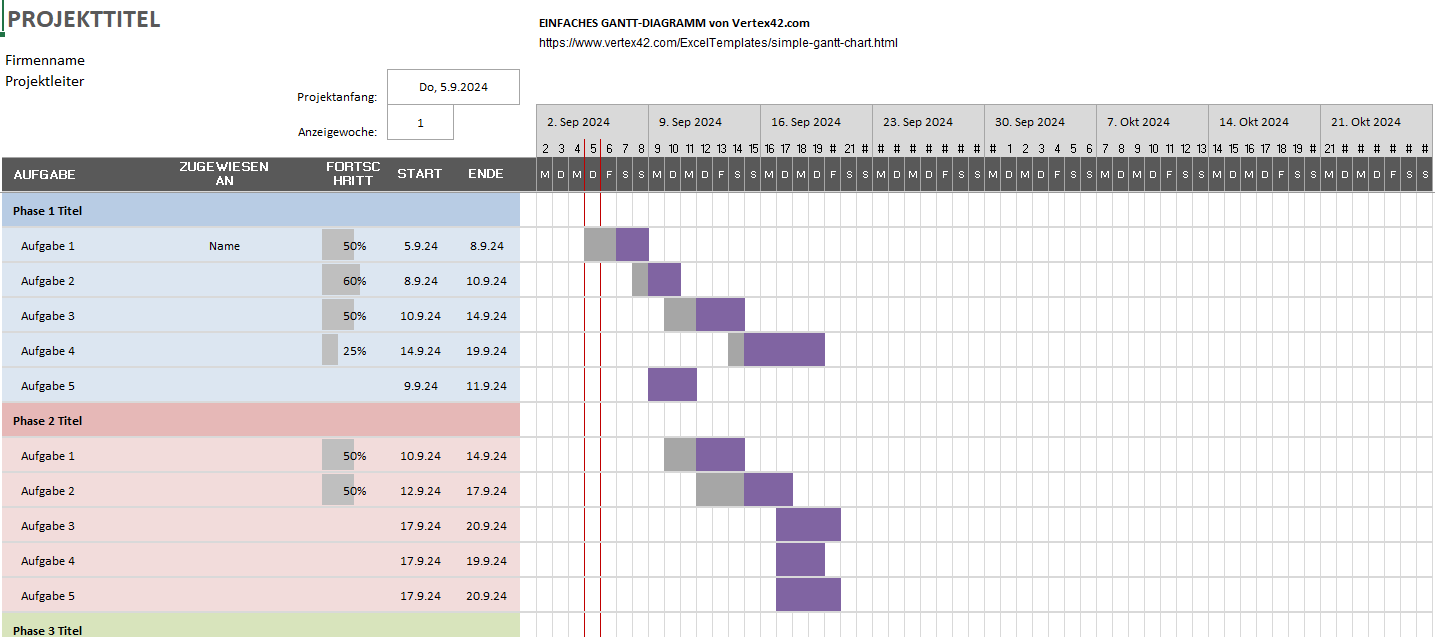 PROJEKTTITEL
EINFACHES GANTT-DIAGRAMM von Vertex42.com
https://www.vertex42.com/ExcelTemplates/simple-gantt-chart.html
Firmenname
Projektleiter
Projektanfang: Do, 5.9.2024
Anzeigewoche: 1
2. Sep 2024 9. Sep 2024 16. Sep 2024 23. Sep 2024 30. Sep 2024 7. Okt 2024 14. Okt 2024 21. Okt 2024
2 3 4 5 6 7 8 9 10 11 12 13 14 15 16 17 18 19 # 21 # # # # # # # # # 1 2 3 4 5 6 7 8 9 10 11 12 13 14 15 16 17 18 19 # 21 # # # # # #
AUFGABE ZUGEWIESEN AN FORTSCHRITT START ENDE M D M D F S S M D M D F S S M D M D F S S M D M D F S S M D M D F S S M D M D F S S M D M D F S S M D M D F S S
Phase 1 Titel
Aufgabe 1 Name 50% 5.9.24 8.9.24
Aufgabe 2 60% 8.9.24 10.9.24
Aufgabe 3 50% 10.9.24 14.9.24
Aufgabe 4 25% 14.9.24 19.9.24
Aufgabe 5 9.9.24 11.9.24
Phase 2 Titel
Aufgabe 1 50% 10.9.24 14.9.24
Aufgabe 2 50% 12.9.24 17.9.24
Aufgabe 3 17.9.24 20.9.24
Aufgabe 4 17.9.24 19.9.24
Aufgabe 5 17.9.24 20.9.24
Phase 3 Titel